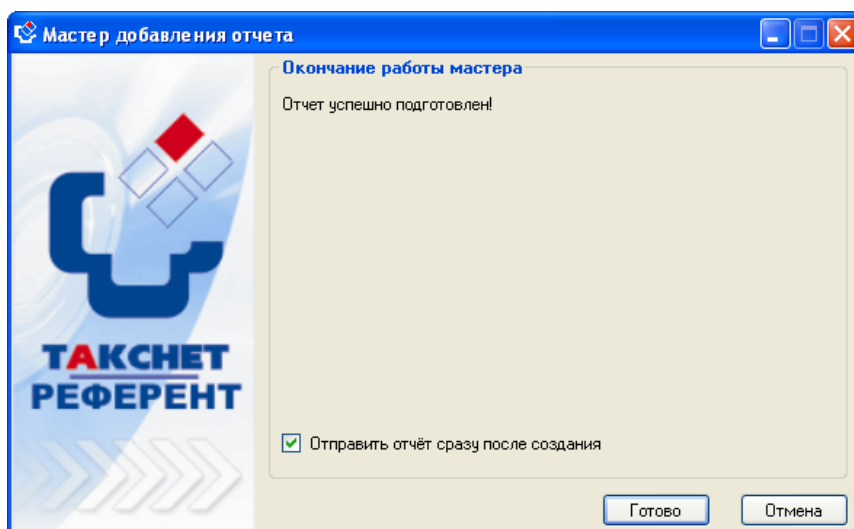 Мастер добавления отчета
Окончание работы мастера
Отчет успешно подготовлен!
ТАКСНЕТ
РЕФЕРЕНТ
Отправить отчёт сразу после создания
Готово
Отмена